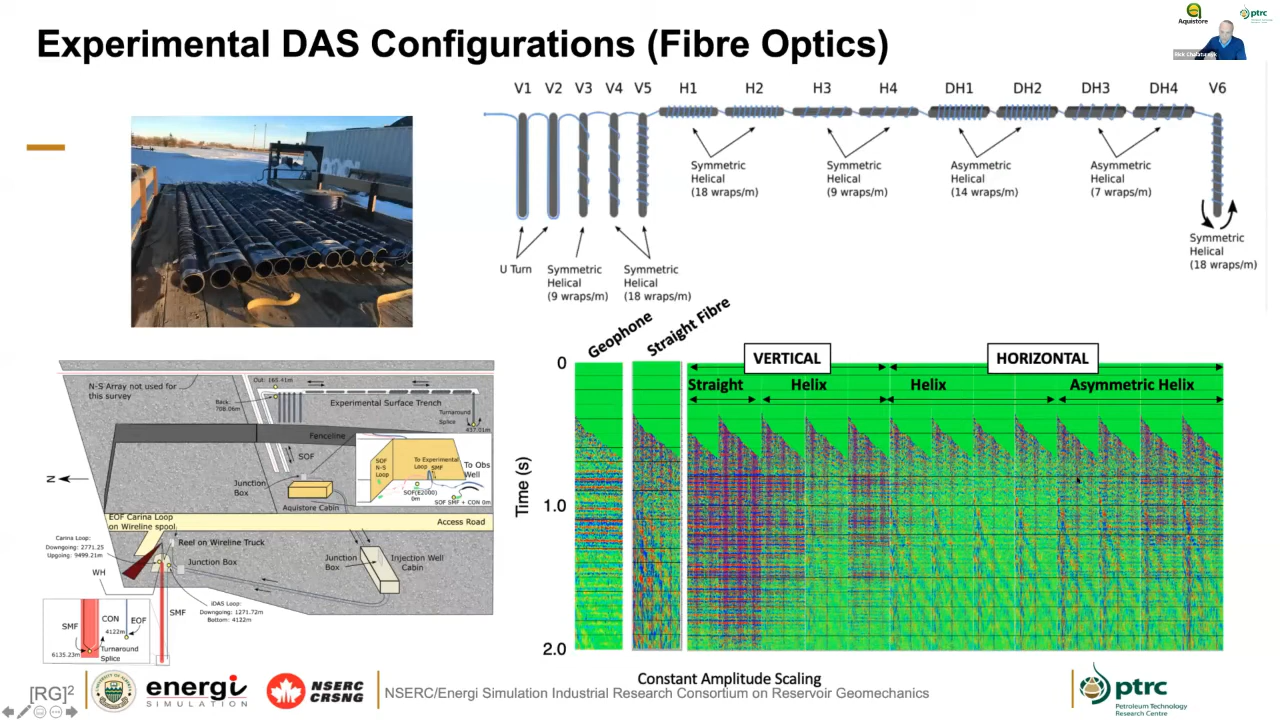 Experimental DAS Configurations (Fibre Optics)
Aquistore
ptrc
V1 V2 V3 V4 V5 H1 H2 H3 H4 DH1 DH2 DH3 DH4 V6
Symmetric
Helical
(18 wraps/m)
Symmetric
Helical
(9 wraps/m)
Asymmetric
Helical
(14 wraps/m)
Asymmetric
Helical
(7 wraps/m)
U Turn
Symmetric
Helical
(9 wraps/m)
Symmetric
Helical
(18 wraps/m)
Symmetric
Helical
(18 wraps/m)
N-S Array not used for
this survey
Out: 165.41m
Back:
708.06m
Experimental Surface Trench
Turnaround
Splice
437.01m
Fenceline
SOF
N
Junction
Box
Aquistore Cabin
SOF
N-S
Loop
To Experimental
Loop
SMF
To Obs
Well
SOF(E2000)
0m
SOF SMF + CON 0m
EOF Carina Loop
on Wireline spool
Access Road
Carina Loop:
Downgoing: 2771.25
Upgoing: 9499.21m
Reel on Wireline Truck
Junction Box
Junction
Box
Injection Well
Cabin
WH
iDAS Loop:
Downgoing: 1271.72m
Bottom: 4122m
SMF
SMF
CON
EOF
4122m
6135.23m
Turnaround
Splice
Geophone
Straight Fibre
VERTICAL
HORIZONTAL
Straight
Helix
Helix
Asymmetric Helix
Time (s)
0
1.0
2.0
Constant Amplitude Scaling
[RG]²
energi
SIMULATION
NSERC
CRSNG
NSERC/Energi Simulation Industrial Research Consortium on Reservoir Geomechanics
ptrc
Petroleum Technology
Research Centre